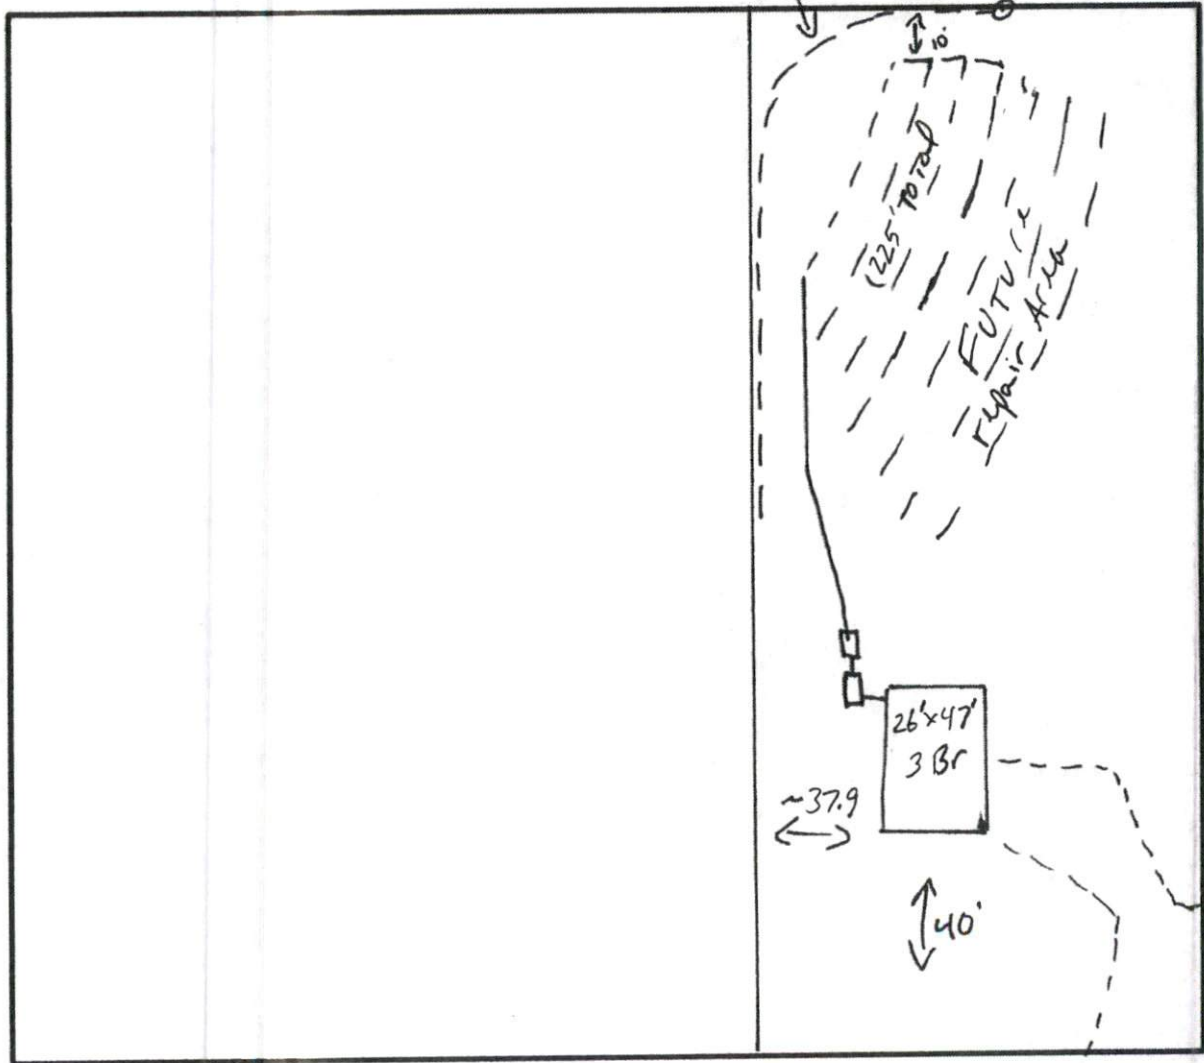 10'
(225' TOTAL
FUTURE
repair Area
26'x47'
3 Br
~37.9
40'